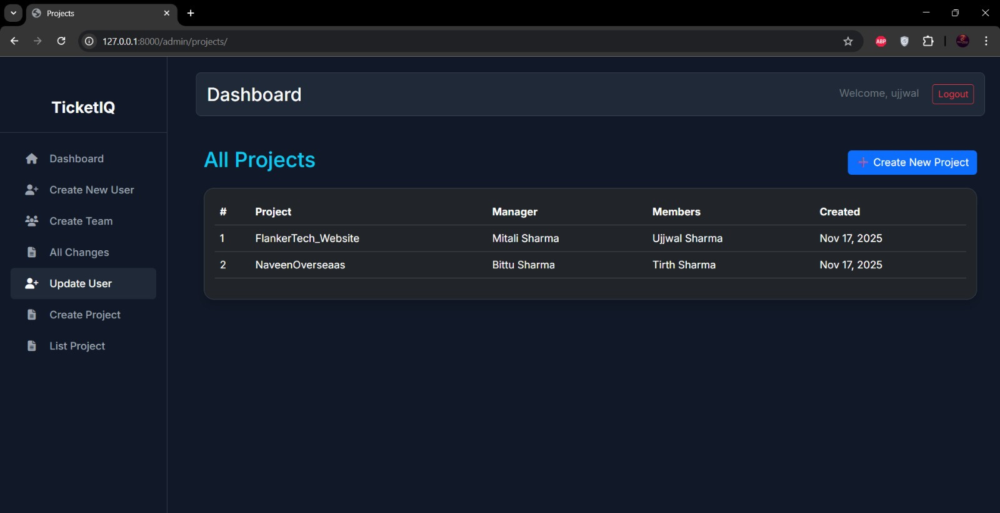 Projects
127.0.0.1:8000/admin/projects/
ABP
TicketIQ
Dashboard
Create New User
Create Team
All Changes
Update User
Create Project
List Project
Dashboard
Welcome, ujjwal
Logout
All Projects
Create New Project
# Project Manager Members Created
1 FlankerTech_Website Mitali Sharma Ujjwal Sharma Nov 17, 2025
2 NaveenOverseaas Bittu Sharma Tirth Sharma Nov 17, 2025